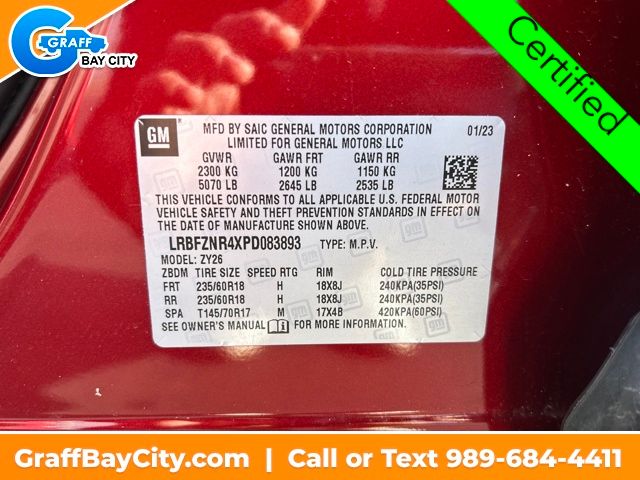 GRAFF
BAY CITY
Certified
GM
MFD BY SAIC GENERAL MOTORS CORPORATION 01/23
LIMITED FOR GENERAL MOTORS LLC
GVWR GAWR FRT GAWR RR
2300 KG 1200 KG 1150 KG
5070 LB 2645 LB 2535 LB
THIS VEHICLE CONFORMS TO ALL APPLICABLE U.S. FEDERAL MOTOR
VEHICLE SAFETY AND THEFT PREVENTION STANDARDS IN EFFECT ON
THE DATE OF MANUFACTURE SHOWN ABOVE.
LRBFZNR4XPD083893 TYPE: M.P.V.
MODEL: ZY26
ZBDM TIRE SIZE SPEED RTG RIM COLD TIRE PRESSURE
FRT 235/60R18 H 18X8J 240KPA(35PSI)
RR 235/60R18 H 18X8J 240KPA(35PSI)
SPA T145/70R17 M 17X4B 420KPA(60PSI)
SEE OWNER'S MANUAL FOR MORE INFORMATION.
GraffBayCity.com | Call or Text 989-684-4411